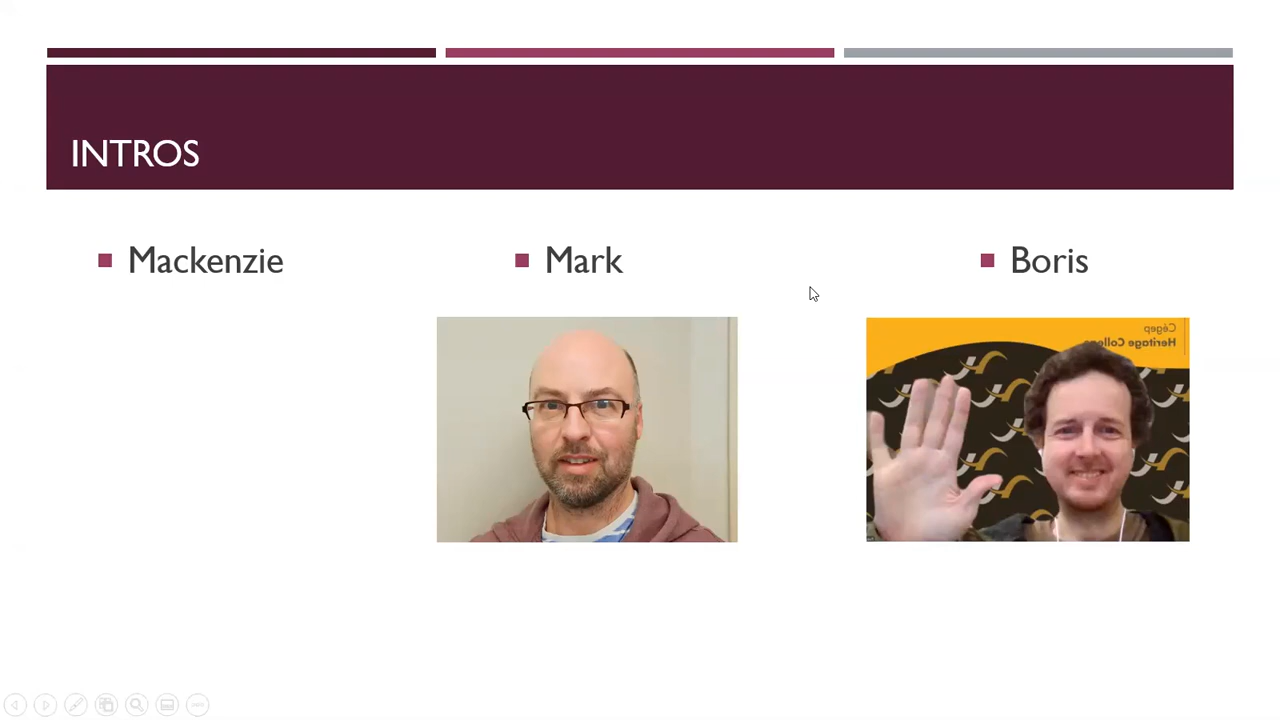 INTROS
Mackenzie
Mark
Boris
Cégep
Heritage College